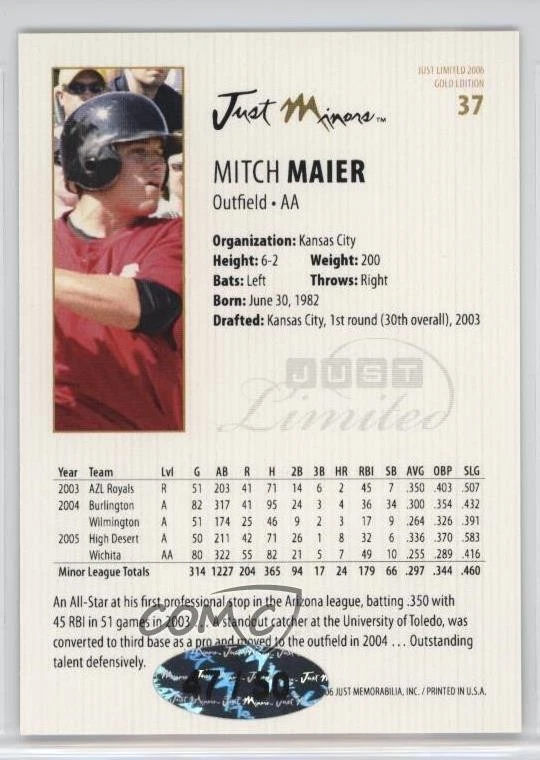 JUST LIMITED 2006
GOLD EDITION
37
Just Minors™
MITCH MAIER
Outfield • AA
Organization: Kansas City
Height: 6-2 Weight: 200
Bats: Left Throws: Right
Born: June 30, 1982
Drafted: Kansas City, 1st round (30th overall), 2003
JUST
Limited
Year Team Lvl G AB R H 2B 3B HR RBI SB AVG OBP SLG
2003 AZL Royals R 51 203 41 71 14 6 2 45 7 .350 .403 .507
2004 Burlington A 82 317 41 95 24 3 4 36 34 .300 .354 .432
Wilmington A 51 174 25 46 9 2 3 17 9 .264 .326 .391
2005 High Desert A 50 211 42 71 26 1 8 32 6 .336 .370 .583
Wichita AA 80 322 55 82 21 5 7 49 10 .255 .289 .416
Minor League Totals 314 1227 204 365 94 17 24 179 66 .297 .344 .460
An All-Star at his first professional stop in the Arizona league, batting .350 with
45 RBI in 51 games in 2003 ... A standout catcher at the University of Toledo, was
converted to third base as a pro and moved to the outfield in 2004 ... Outstanding
talent defensively.
COMC
47 / 50
06 JUST MEMORABILIA, INC. / PRINTED IN U.S.A.